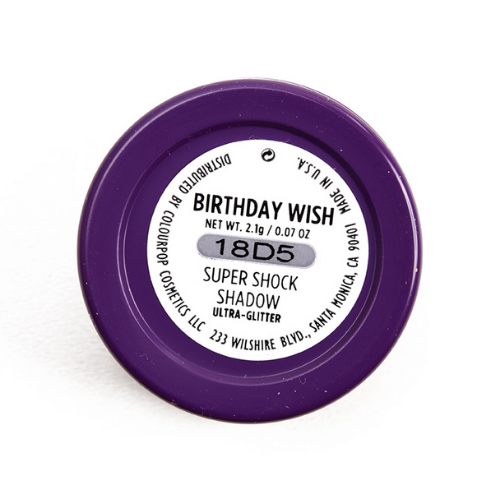 BIRTHDAY WISH
NET WT. 2.1g / 0.07 OZ
18D5
SUPER SHOCK
SHADOW
ULTRA-GLITTER
DISTRIBUTED BY COLOURPOP COSMETICS LLC 233 WILSHIRE BLVD., SANTA MONICA, CA 90401 MADE IN U.S.A.